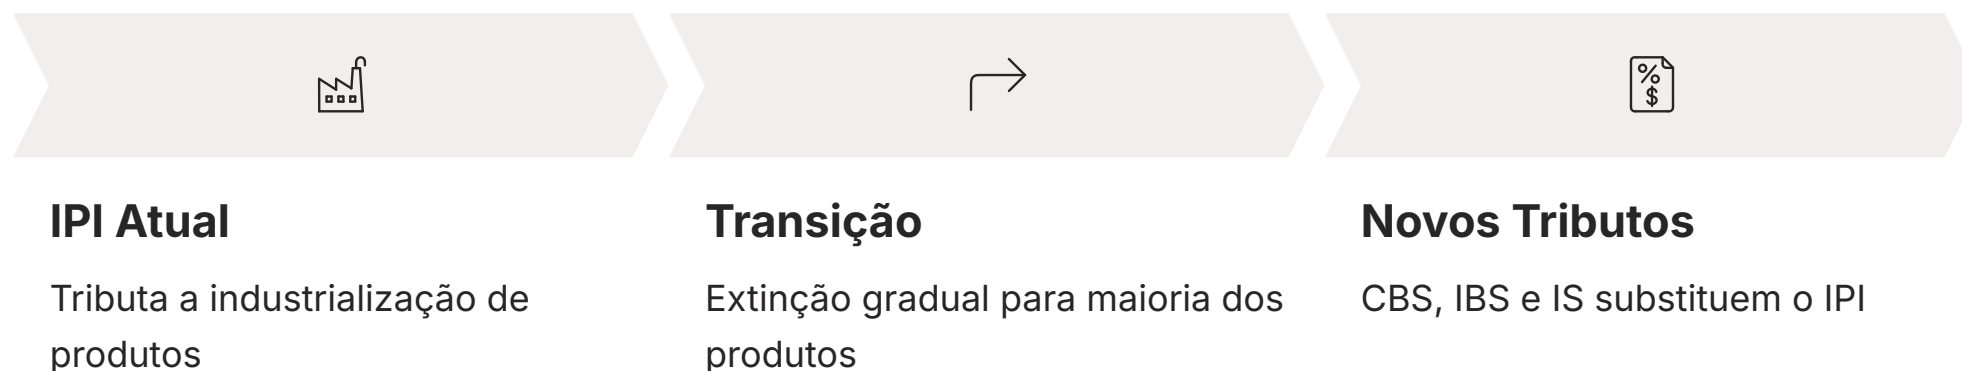 IPI Atual
Tributa a industrialização de
produtos
Transição
Extinção gradual para maioria dos
produtos
Novos Tributos
CBS, IBS e IS substituem o IPI